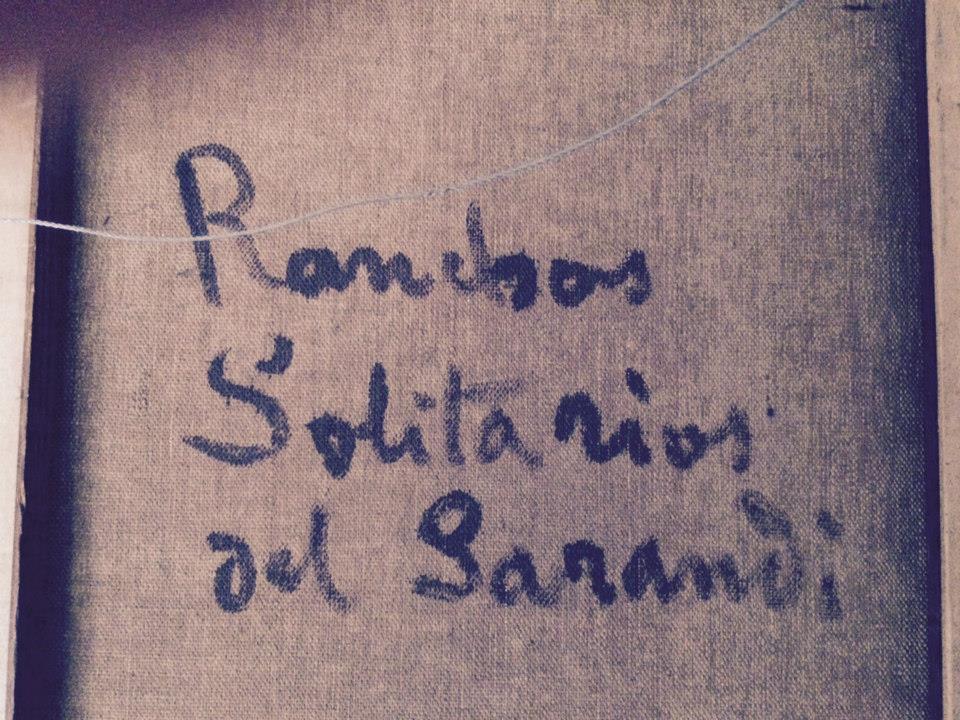 Ranchos
Solitarios
del Sarandi